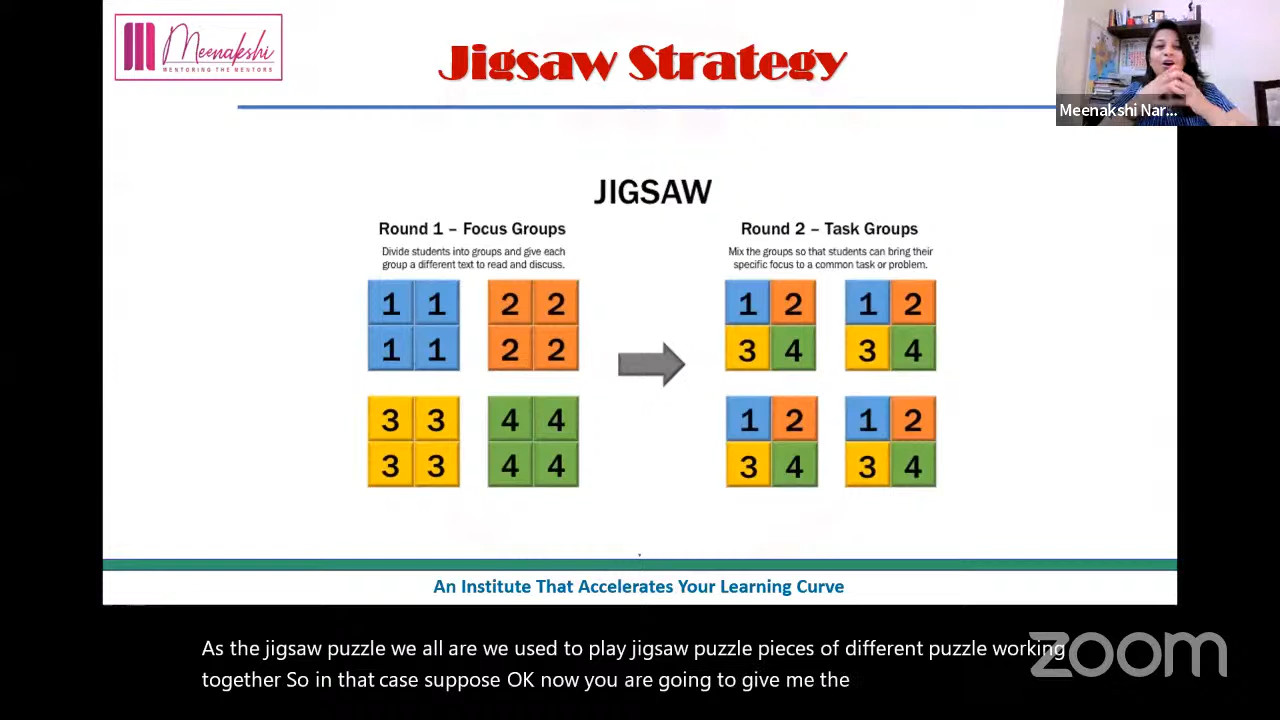 Meenakshi
MENTORING THE MENTORS
Jigsaw Strategy
Meenakshi Nar...
JIGSAW
Round 1 – Focus Groups
Divide students into groups and give each
group a different text to read and discuss.
1 1 2 2
1 1 2 2
3 3 4 4
3 3 4 4
Round 2 – Task Groups
Mix the groups so that students can bring their
specific focus to a common task or problem.
1 2 1 2
3 4 3 4
1 2 1 2
3 4 3 4
An Institute That Accelerates Your Learning Curve
As the jigsaw puzzle we all are we used to play jigsaw puzzle pieces of different puzzle working
together So in that case suppose OK now you are going to give me the
zoom